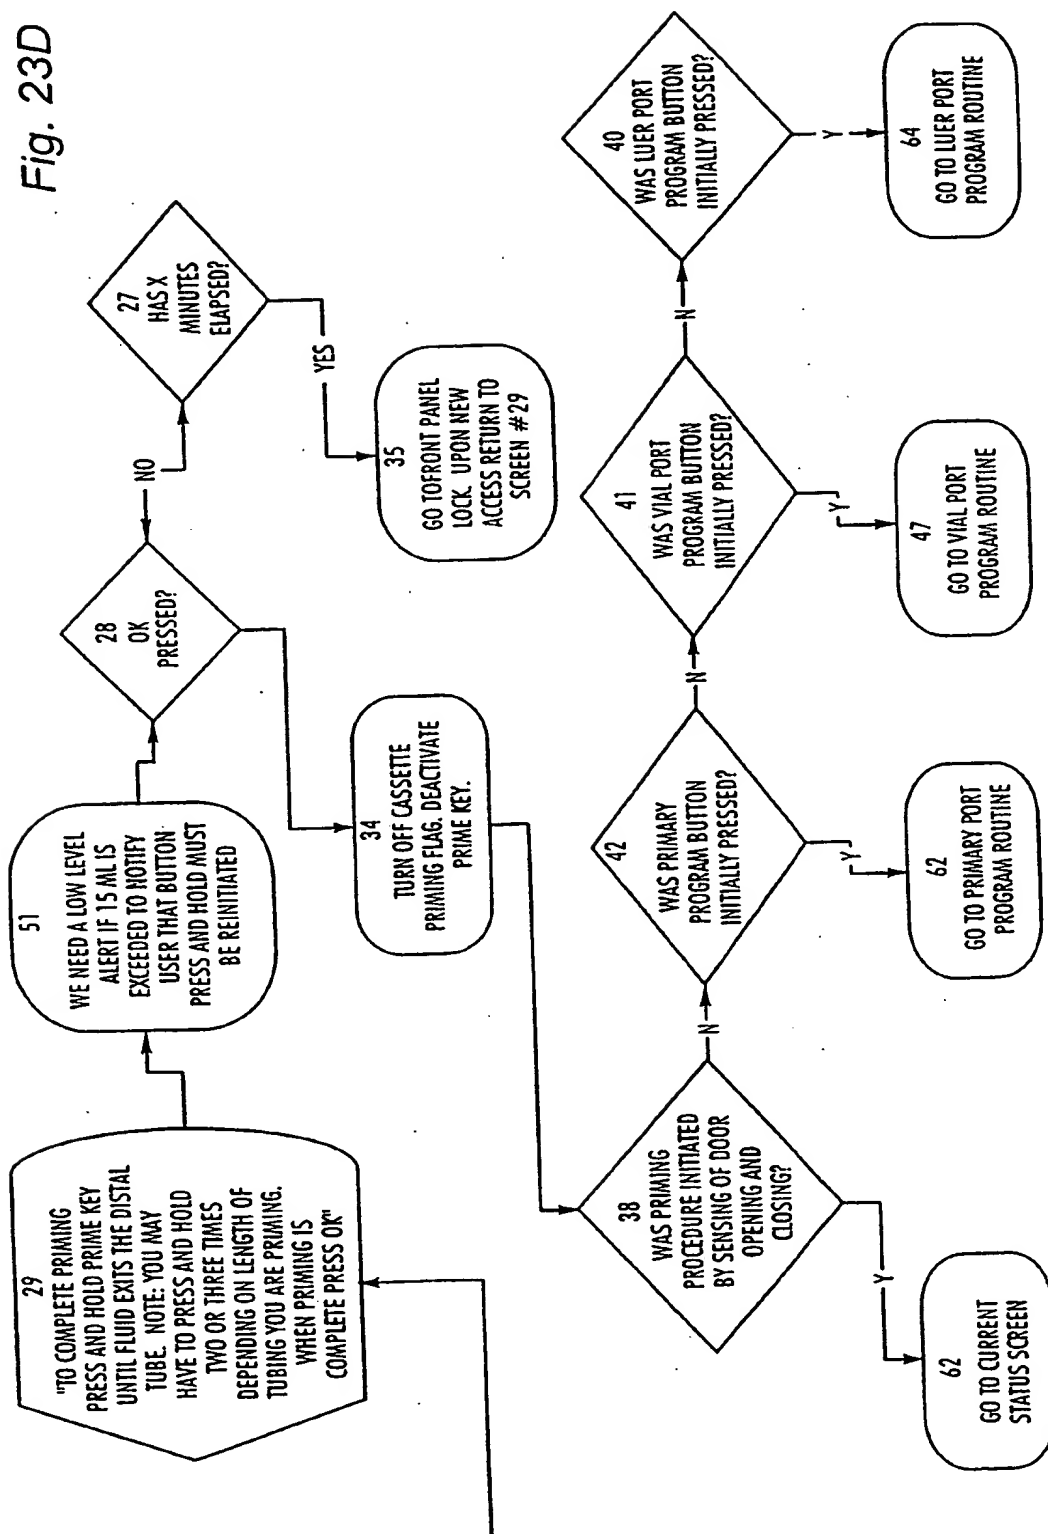 Fig. 23D
29
"TO COMPLETE PRIMING
PRESS AND HOLD PRIME KEY
UNTIL FLUID EXITS THE DISTAL
TUBE. NOTE: YOU MAY
HAVE TO PRESS AND HOLD
TWO OR THREE TIMES
DEPENDING ON LENGTH OF
TUBING YOU ARE PRIMING.
WHEN PRIMING IS
COMPLETE PRESS OK"
51
WE NEED A LOW LEVEL
ALERT IF 15 ML IS
EXCEEDED TO NOTIFY
USER THAT BUTTON
PRESS AND HOLD MUST
BE REINITIATED
28
OK
PRESSED?
NO
27
HAS X
MINUTES
ELAPSED?
YES
35
GO TOFRONT PANEL
LOCK. UPON NEW
ACCESS RETURN TO
SCREEN #29
34
TURN OFF CASSETTE
PRIMING FLAG. DEACTIVATE
PRIME KEY.
38
WAS PRIMING
PROCEDURE INITIATED
BY SENSING OF DOOR
OPENING AND
CLOSING?
N
42
WAS PRIMARY
PROGRAM BUTTON
INITIALLY PRESSED?
N
41
WAS VIAL PORT
PROGRAM BUTTON
INITIALLY PRESSED?
N
40
WAS LUER PORT
PROGRAM BUTTON
INITIALLY PRESSED?
Y
62
GO TO CURRENT
STATUS SCREEN
Y
62
GO TO PRIMARY PORT
PROGRAM ROUTINE
Y
47
GO TO VIAL PORT
PROGRAM ROUTINE
Y
64
GO TO LUER PORT
PROGRAM ROUTINE